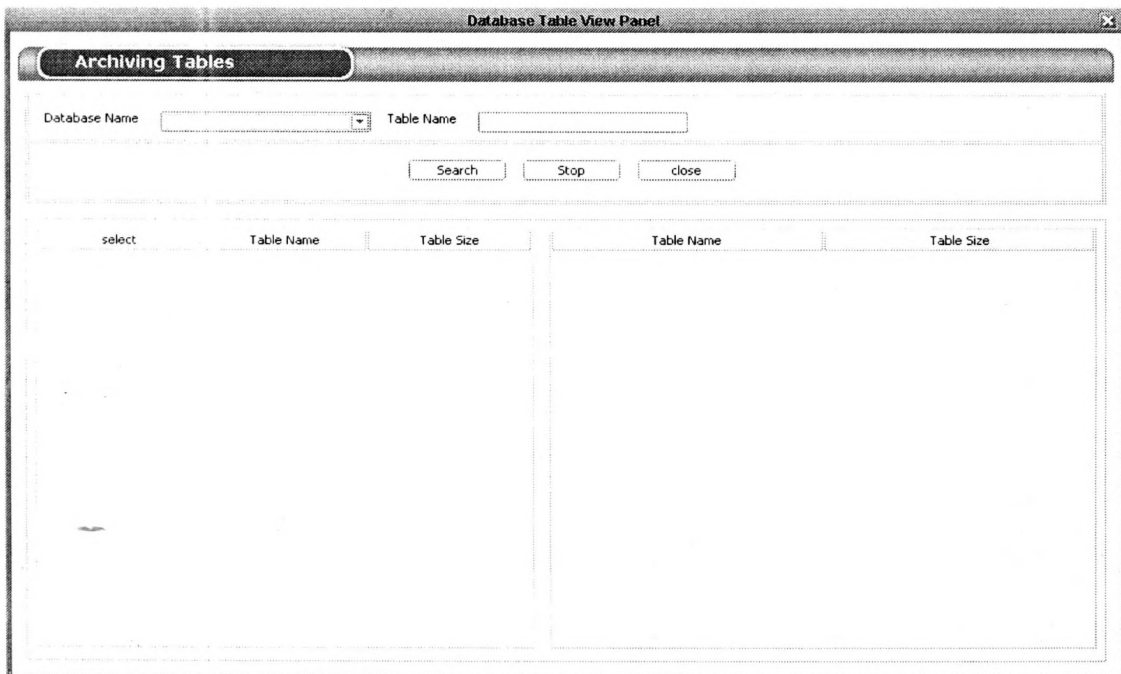 Database Table View Panel
Archiving Tables
Database Name Table Name
Search Stop close
select Table Name Table Size Table Name Table Size